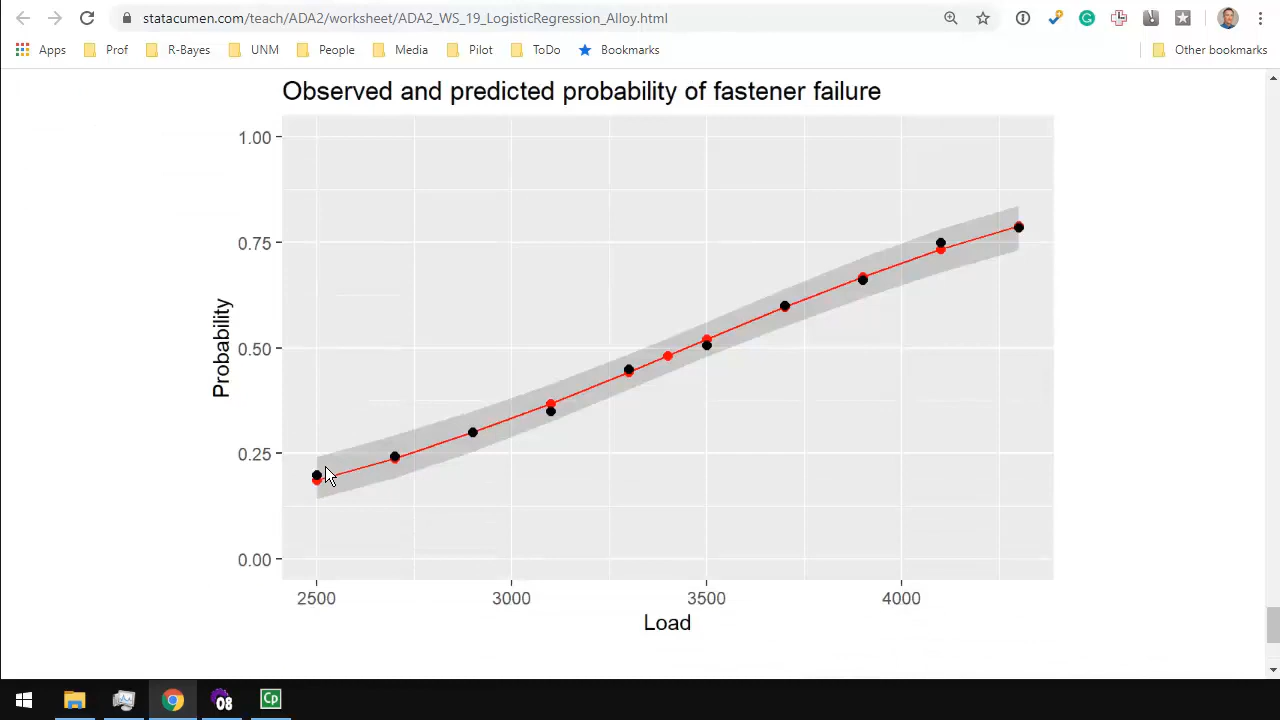 statacumen.com/teach/ADA2/worksheet/ADA2_WS_19_LogisticRegression_Alloy.html
Apps Prof R-Bayes UNM People Media Pilot ToDo Bookmarks Other bookmarks
Observed and predicted probability of fastener failure
1.00
0.75
0.50
0.25
0.00
Probability
2500 3000 3500 4000
Load
08 Cp